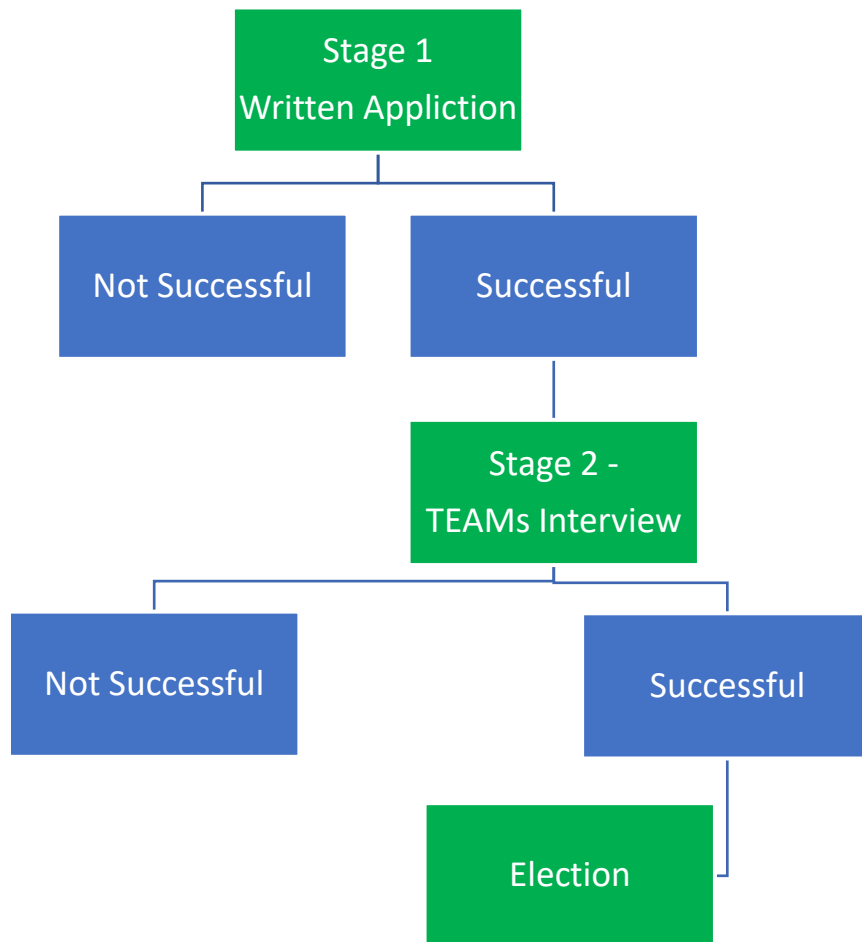 Stage 1
Written Appliction
Not Successful
Successful
Stage 2 -
TEAMs Interview
Not Successful
Successful
Election